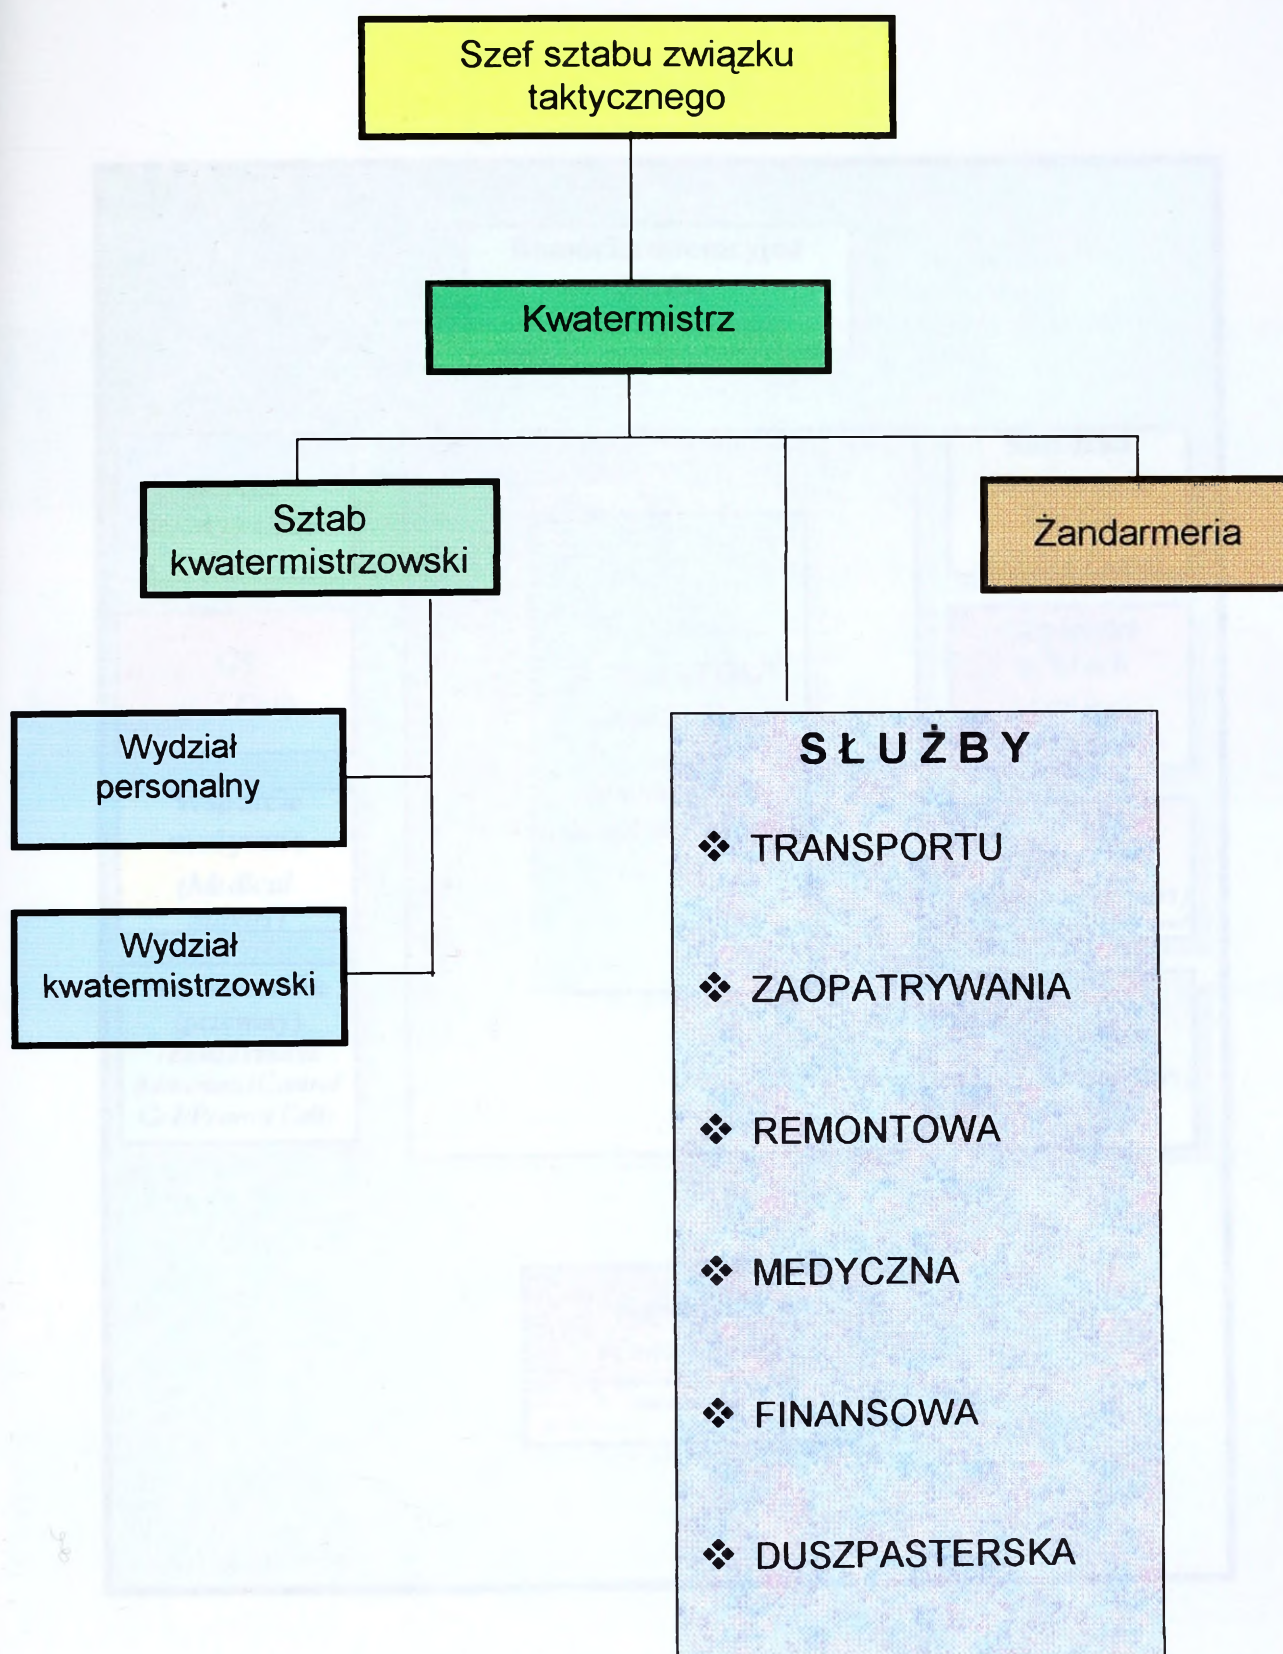 Szef sztabu związku
taktycznego
Kwatermistrz
Sztab
kwatermistrzowski
Żandarmeria
Wydział
personalny
Wydział
kwatermistrzowski
SŁUŻBY
❖ TRANSPORTU
❖ ZAOPATRYWANIA
❖ REMONTOWA
❖ MEDYCZNA
❖ FINANSOWA
❖ DUSZPASTERSKA